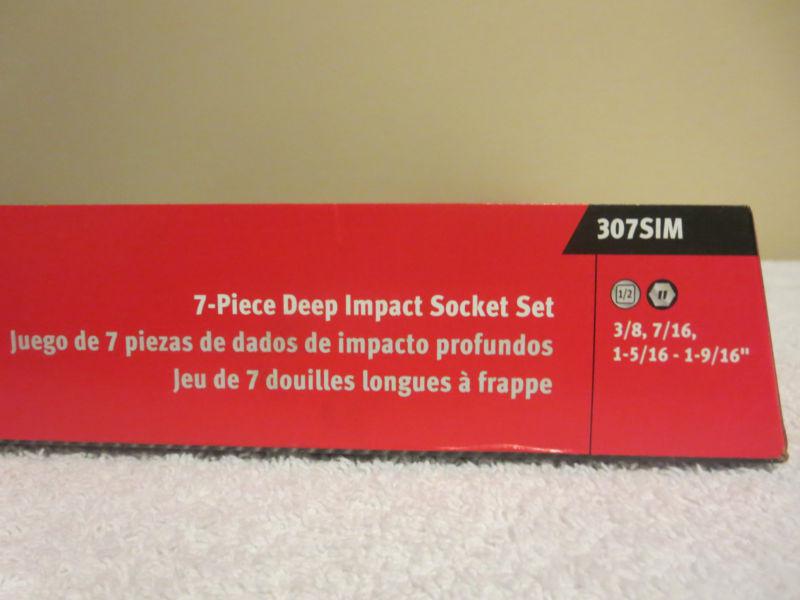 307SIM
7-Piece Deep Impact Socket Set
Juego de 7 piezas de dados de impacto profundos
Jeu de 7 douilles longues à frappe
1/2 "
3/8, 7/16,
1-5/16 - 1-9/16"